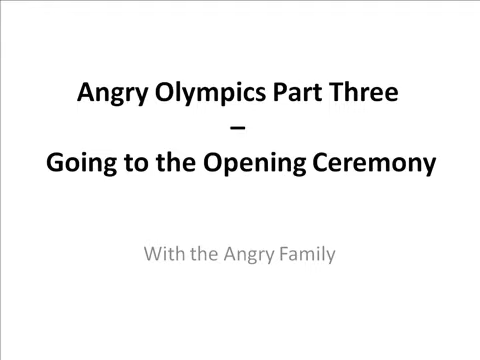 Angry Olympics Part Three
–
Going to the Opening Ceremony
With the Angry Family